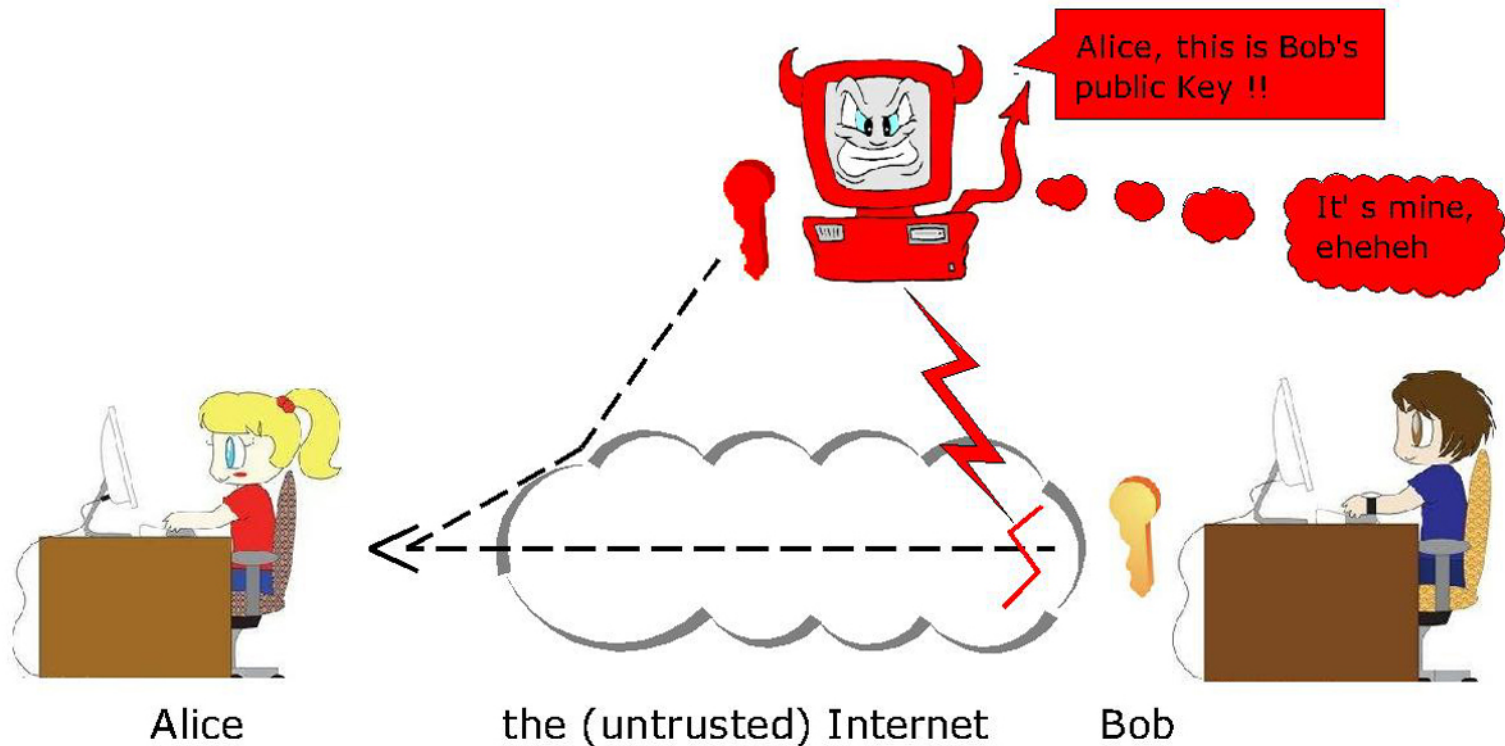 Alice, this is Bob's
public Key !!
It' s mine,
eheheh
Alice
the (untrusted) Internet
Bob